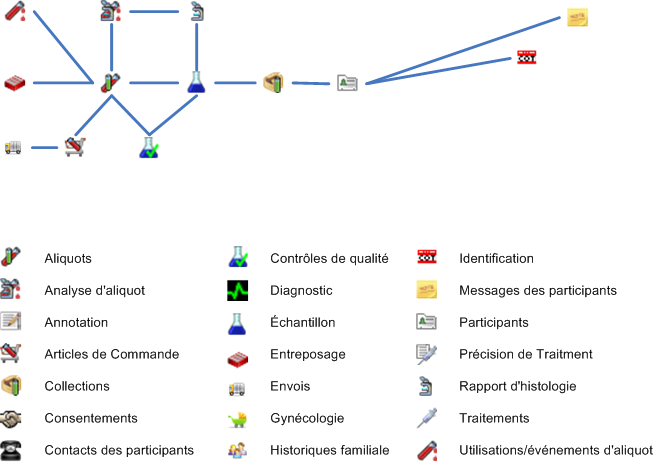 Aliquots
Contrôles de qualité
Identification
Analyse d'aliquot
Diagnostic
Messages des participants
Annotation
Échantillon
Participants
Articles de Commande
Entreposage
Précision de Traitment
Collections
Envois
Rapport d'histologie
Consentements
Gynécologie
Traitements
Contacts des participants
Historiques familiale
Utilisations/événements d'aliquot